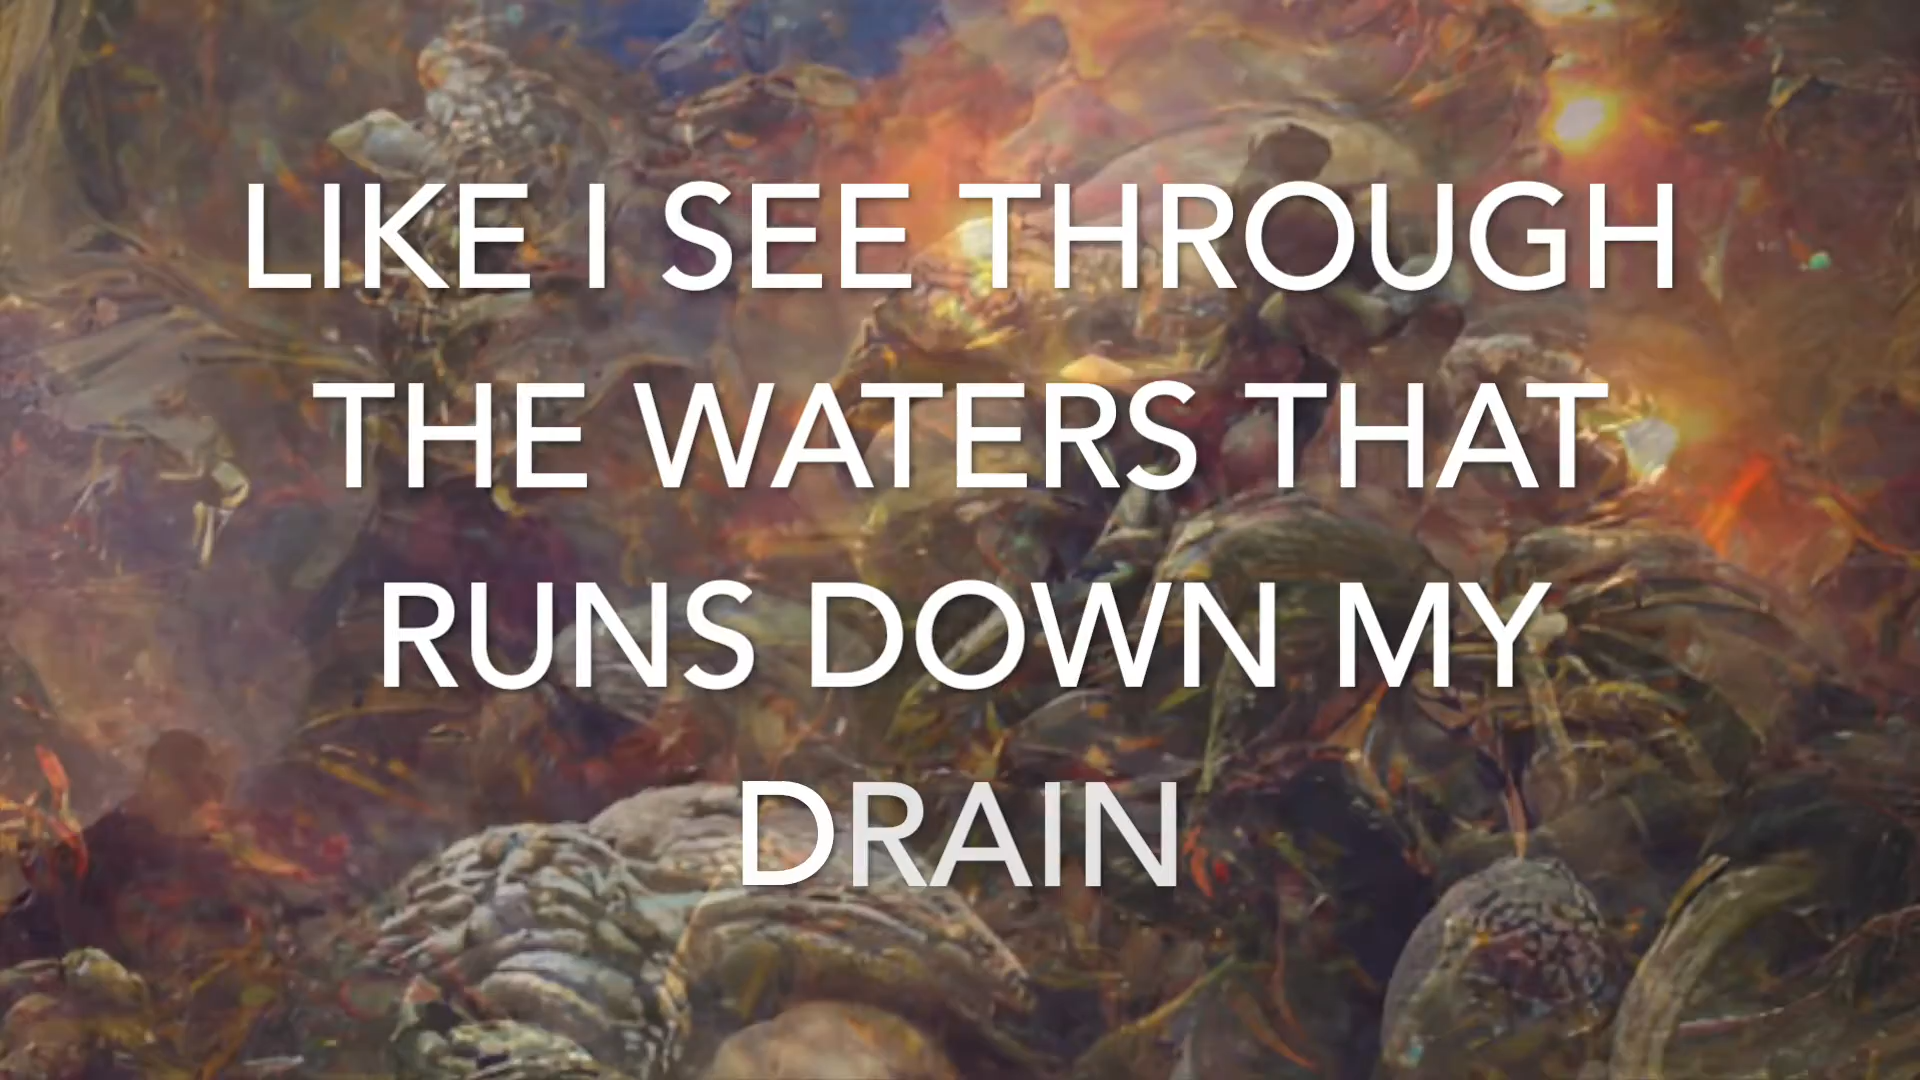 LIKE I SEE THROUGH
THE WATERS THAT
RUNS DOWN MY
DRAIN